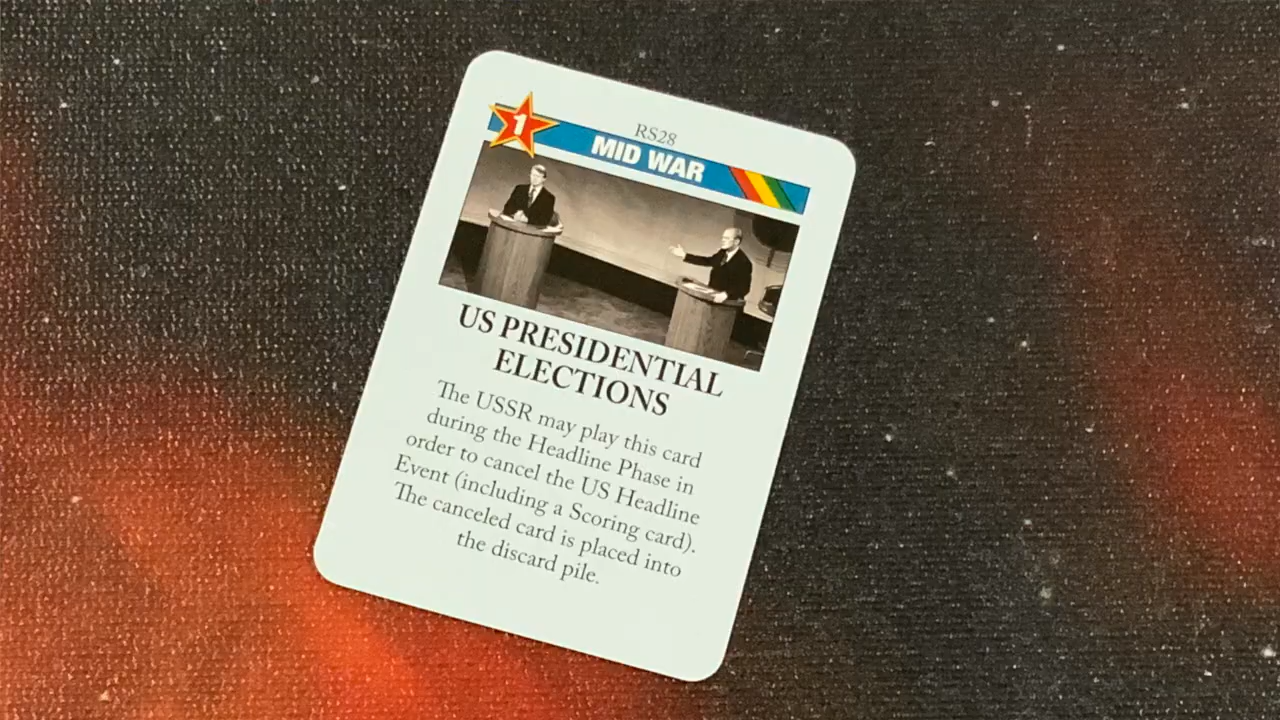 1
RS28
MID WAR
US PRESIDENTIAL
ELECTIONS
The USSR may play this card
during the Headline Phase in
order to cancel the US Headline
Event (including a Scoring card).
The canceled card is placed into
the discard pile.